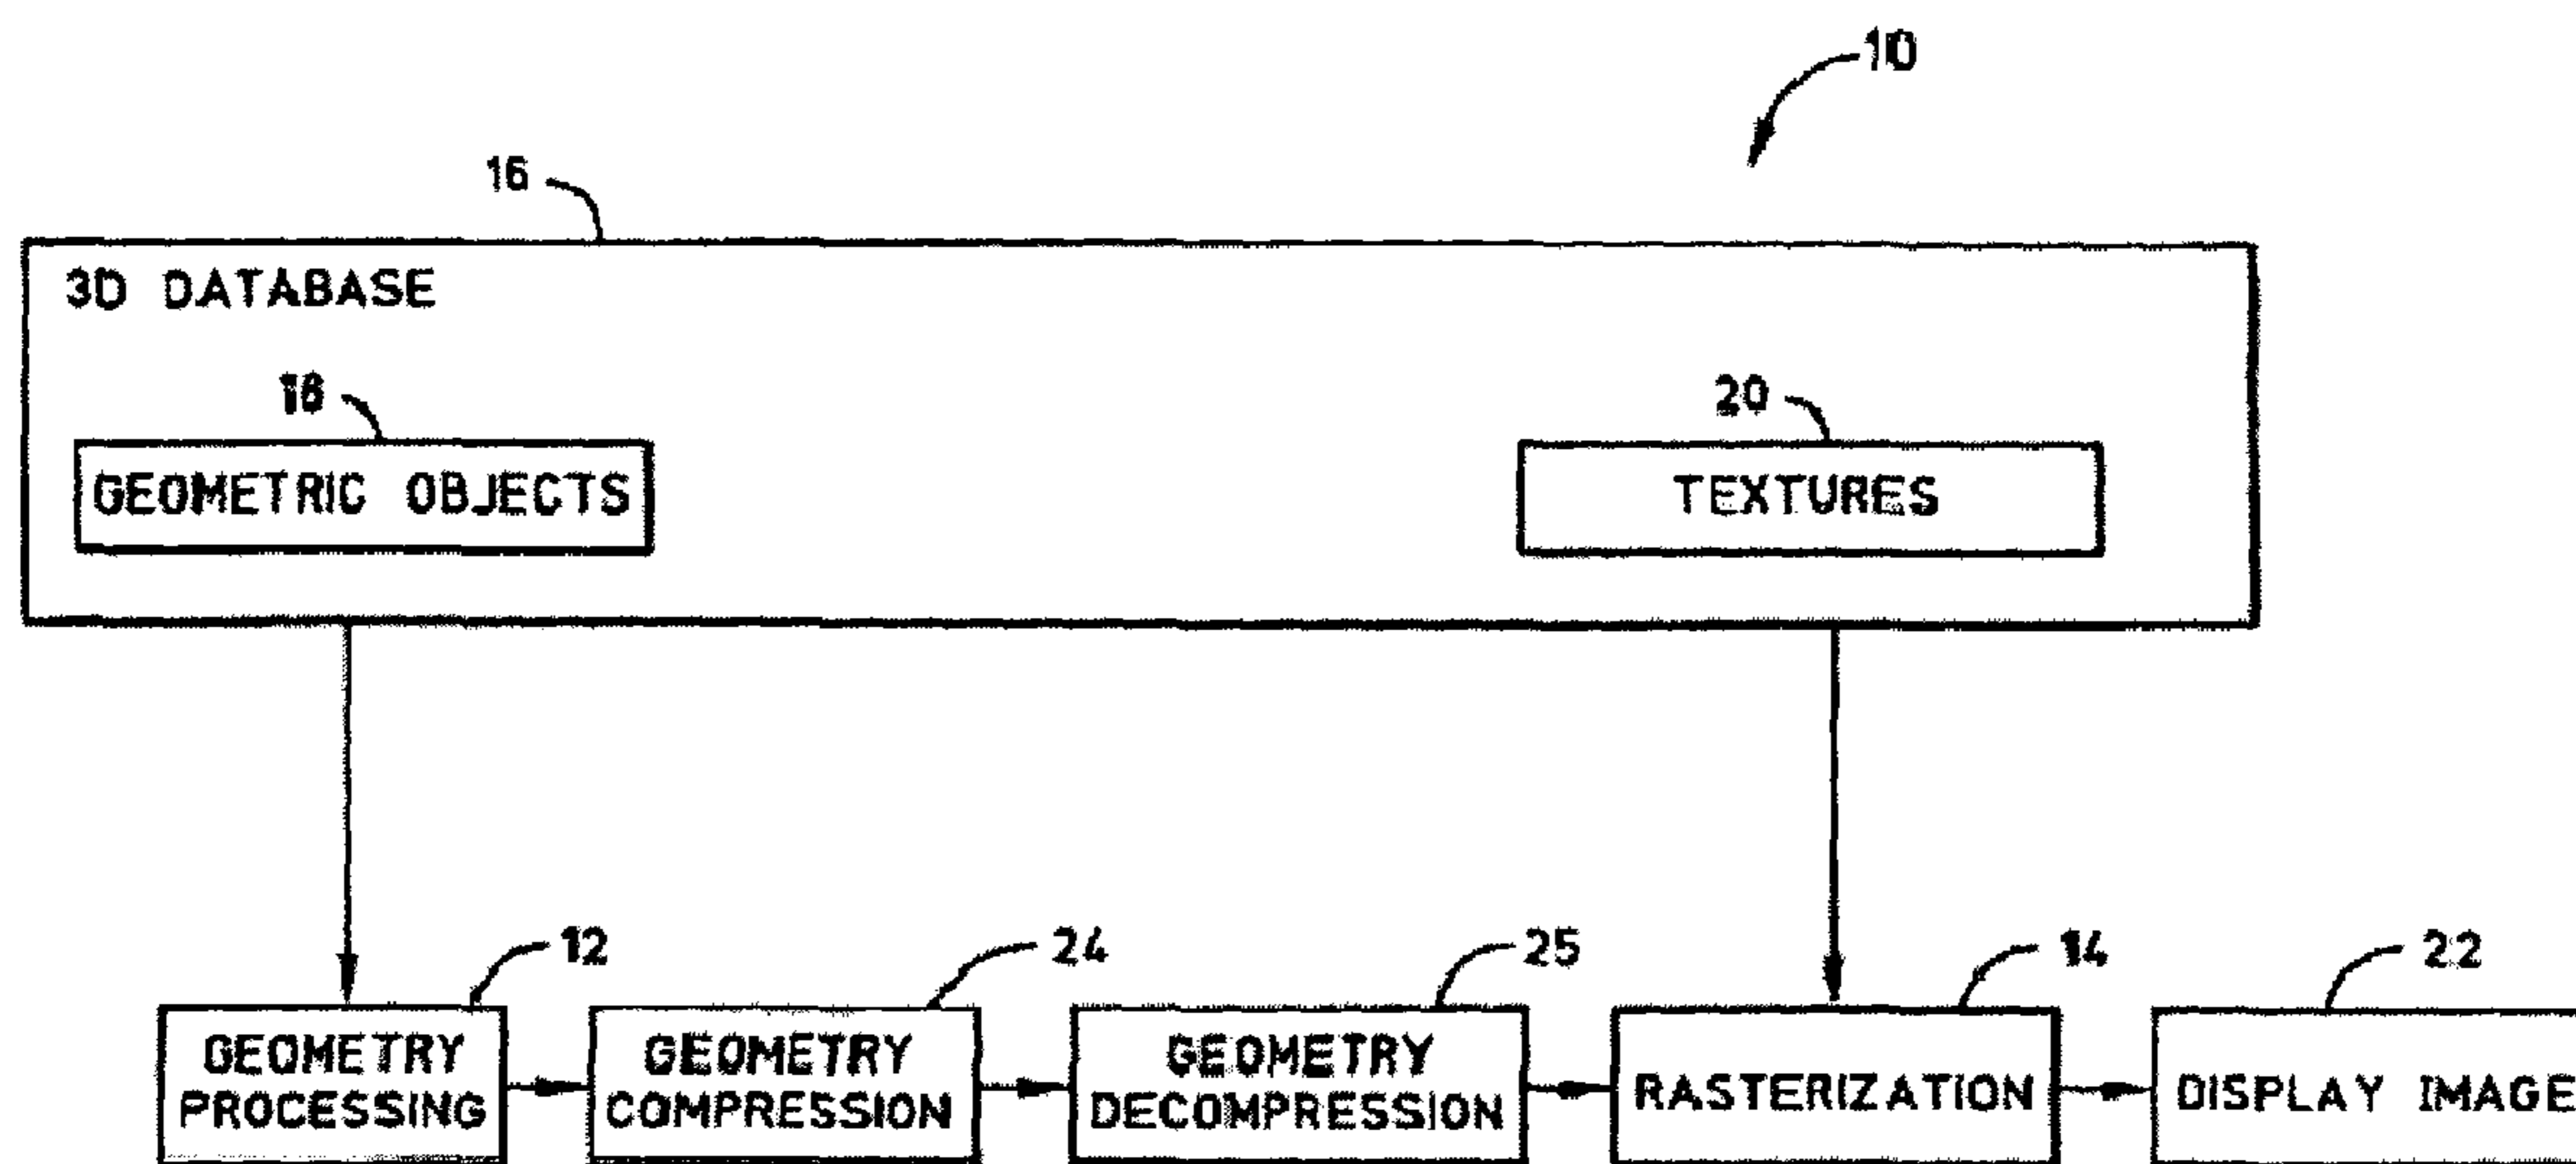 10
16
3D DATABASE
18
20
GEOMETRIC OBJECTS
TEXTURES
12
24
25
14
22
GEOMETRY
PROCESSING
GEOMETRY
COMPRESSION
GEOMETRY
DECOMPRESSION
RASTERIZATION
DISPLAY IMAGE